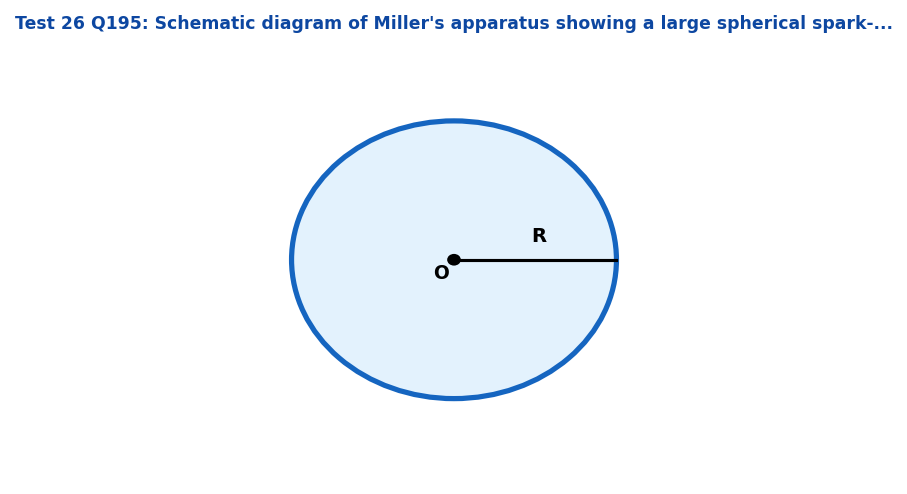 Test 26 Q195: Schematic diagram of Miller's apparatus showing a large spherical spark-...
R
O